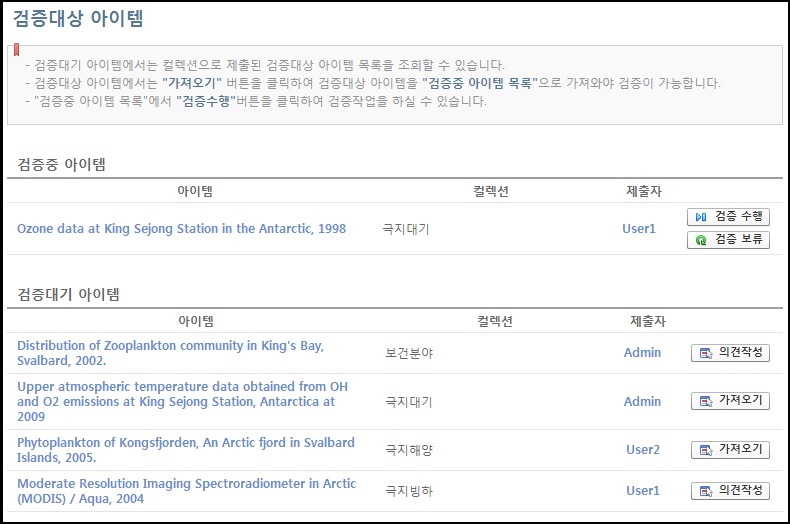 검증대상 아이템
- 검증대기 아이템에서는 컬렉션으로 제출된 검증대상 아이템 목록을 조회할 수 있습니다.
- 검증대상 아이템에서는 "가져오기" 버튼을 클릭하여 검증대상 아이템을 "검증중 아이템 목록"으로 가져와야 검증이 가능합니다.
- "검증중 아이템 목록"에서 "검증수행"버튼을 클릭하여 검증작업을 하실 수 있습니다.
검증중 아이템
아이템 컬렉션 제출자
Ozone data at King Sejong Station in the Antarctic, 1998 극지대기 User1 검증 수행
검증 보류
검증대기 아이템
아이템 컬렉션 제출자
Distribution of Zooplankton community in King's Bay,
Svalbard, 2002. 보건분야 Admin 의견작성
Upper atmospheric temperature data obtained from OH
and O2 emissions at King Sejong Station, Antarctica at 극지대기 Admin 가져오기
2009
Phytoplankton of Kongsfjorden, An Arctic fjord in Svalbard
Islands, 2005. 극지해양 User2 가져오기
Moderate Resolution Imaging Spectroradiometer in Arctic
(MODIS) / Aqua, 2004 극지빙하 User1 의견작성